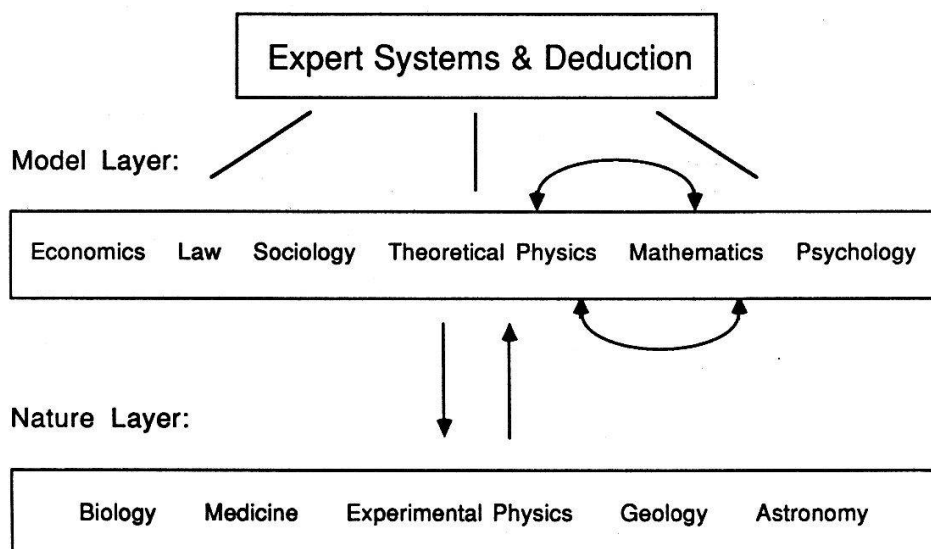 Expert Systems & Deduction
Model Layer:
Economics Law Sociology Theoretical Physics Mathematics Psychology
Nature Layer:
Biology Medicine Experimental Physics Geology Astronomy